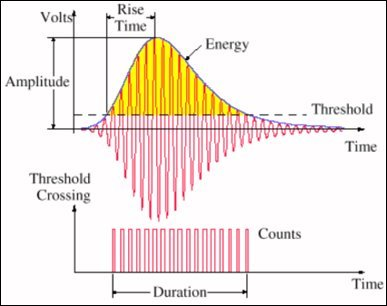 Rise
Time
Volts
Energy
Amplitude
Threshold
Time
Threshold
Crossing
Counts
Duration
Time